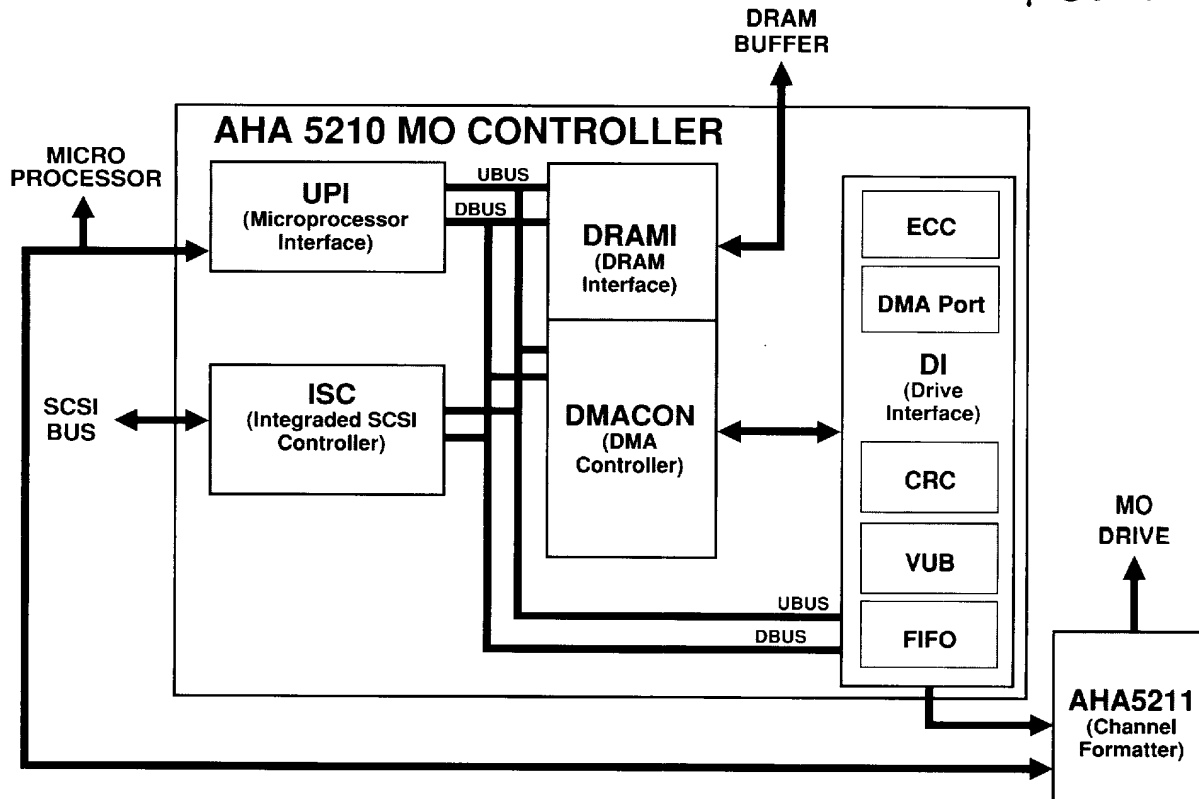 DRAM
BUFFER
AHA 5210 MO CONTROLLER
MICRO
PROCESSOR
UPI
(Microprocessor
Interface)
UBUS
DBUS
DRAMI
(DRAM
Interface)
ECC
DMA Port
DI
(Drive
Interface)
SCSI
BUS
ISC
(Integraded SCSI
Controller)
DMACON
(DMA
Controller)
CRC
VUB
FIFO
UBUS
DBUS
MO
DRIVE
AHA5211
(Channel
Formatter)